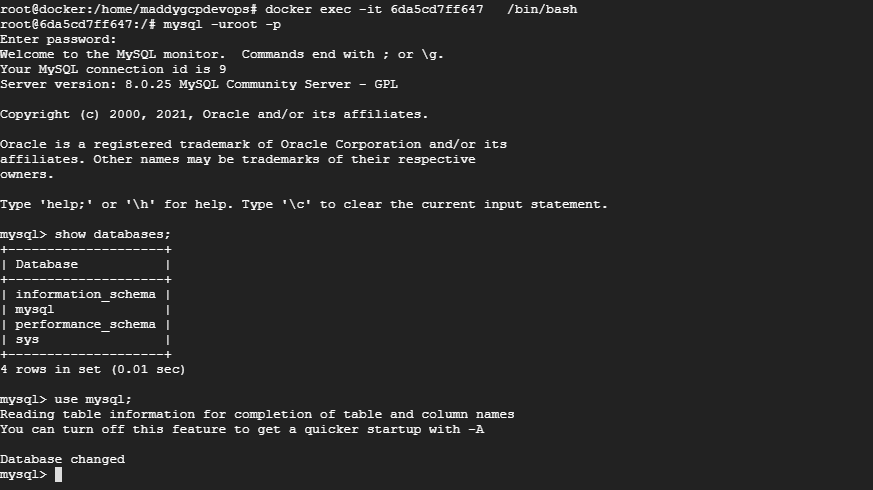 root@docker:/home/maddygcpdevops# docker exec -it 6da5cd7ff647   /bin/bash
root@6da5cd7ff647:/# mysql -uroot -p
Enter password:
Welcome to the MySQL monitor.  Commands end with ; or \g.
Your MySQL connection id is 9
Server version: 8.0.25 MySQL Community Server - GPL

Copyright (c) 2000, 2021, Oracle and/or its affiliates.

Oracle is a registered trademark of Oracle Corporation and/or its
affiliates. Other names may be trademarks of their respective
owners.

Type 'help;' or '\h' for help. Type '\c' to clear the current input statement.

mysql> show databases;
+--------------------+
| Database           |
+--------------------+
| information_schema |
| mysql              |
| performance_schema |
| sys                |
+--------------------+
4 rows in set (0.01 sec)

mysql> use mysql;
Reading table information for completion of table and column names
You can turn off this feature to get a quicker startup with -A

Database changed
mysql>